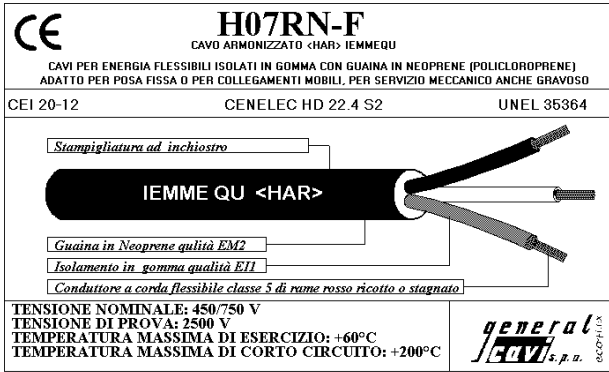 CE
H07RN-F
CAVO ARMONIZZATO <HAR> IEMMEQU
CAVI PER ENERGIA FLESSIBILI ISOLATI IN GOMMA CON GUAINA IN NEOPRENE (POLICLOROPRENE)
ADATTO PER POSA FISSA O PER COLLEGAMENTI MOBILI, PER SERVIZIO MECCANICO ANCHE GRAVOSO
CEI 20-12 CENELEC HD 22.4 S2 UNEL 35364
Stampigliatura ad inchiostro
IEMME QU <HAR>
Guaina in Neoprene qulità EM2
Isolamento in gomma qualità EI1
Conduttore a corda flessibile classe 5 di rame rosso ricotto o stagnato
TENSIONE NOMINALE: 450/750 V
TENSIONE DI PROVA: 2500 V
TEMPERATURA MASSIMA DI ESERCIZIO: +60°C
TEMPERATURA MASSIMA DI CORTO CIRCUITO: +200°C
general
cavi s.p.a.